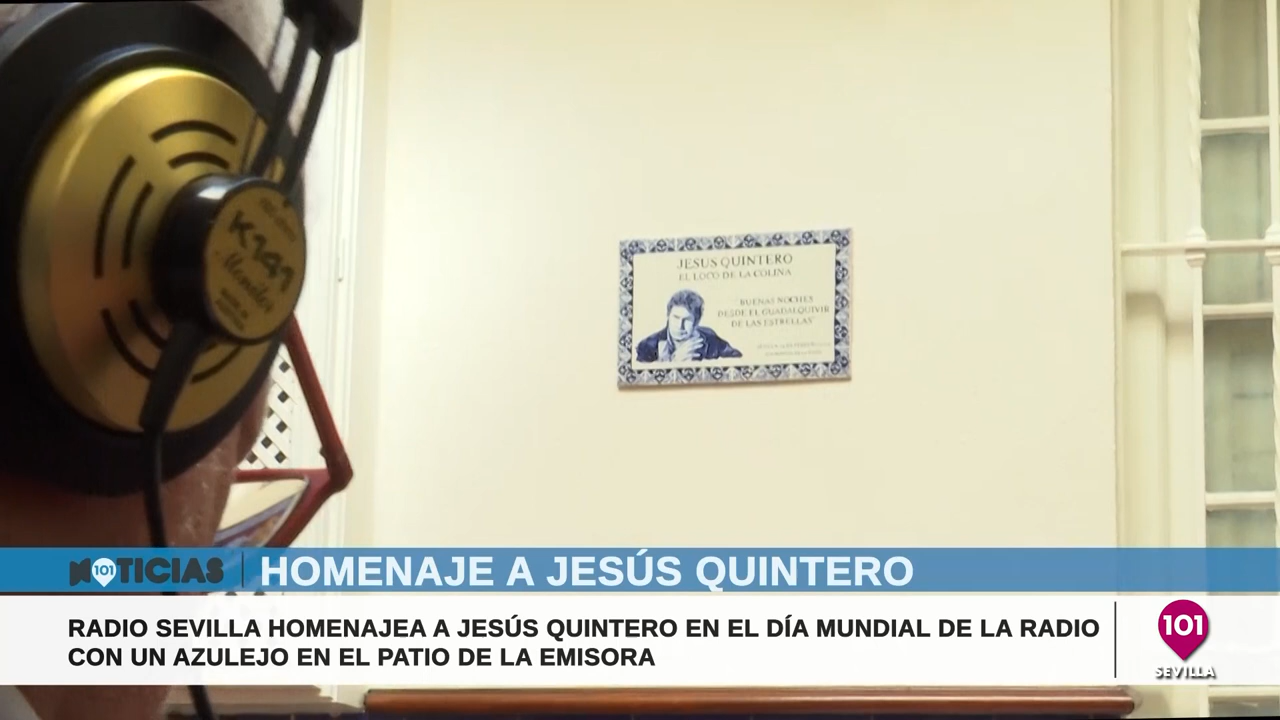 K141
Monitor
JESUS QUINTERO
EL LOCO DE LA COLINA
"BUENAS NOCHES
DESDE EL GUADALQUIVIR
DE LAS ESTRELLAS"
NOTICIAS
101
HOMENAJE A JESÚS QUINTERO
RADIO SEVILLA HOMENAJEA A JESÚS QUINTERO EN EL DÍA MUNDIAL DE LA RADIO
CON UN AZULEJO EN EL PATIO DE LA EMISORA
101
SEVILLA